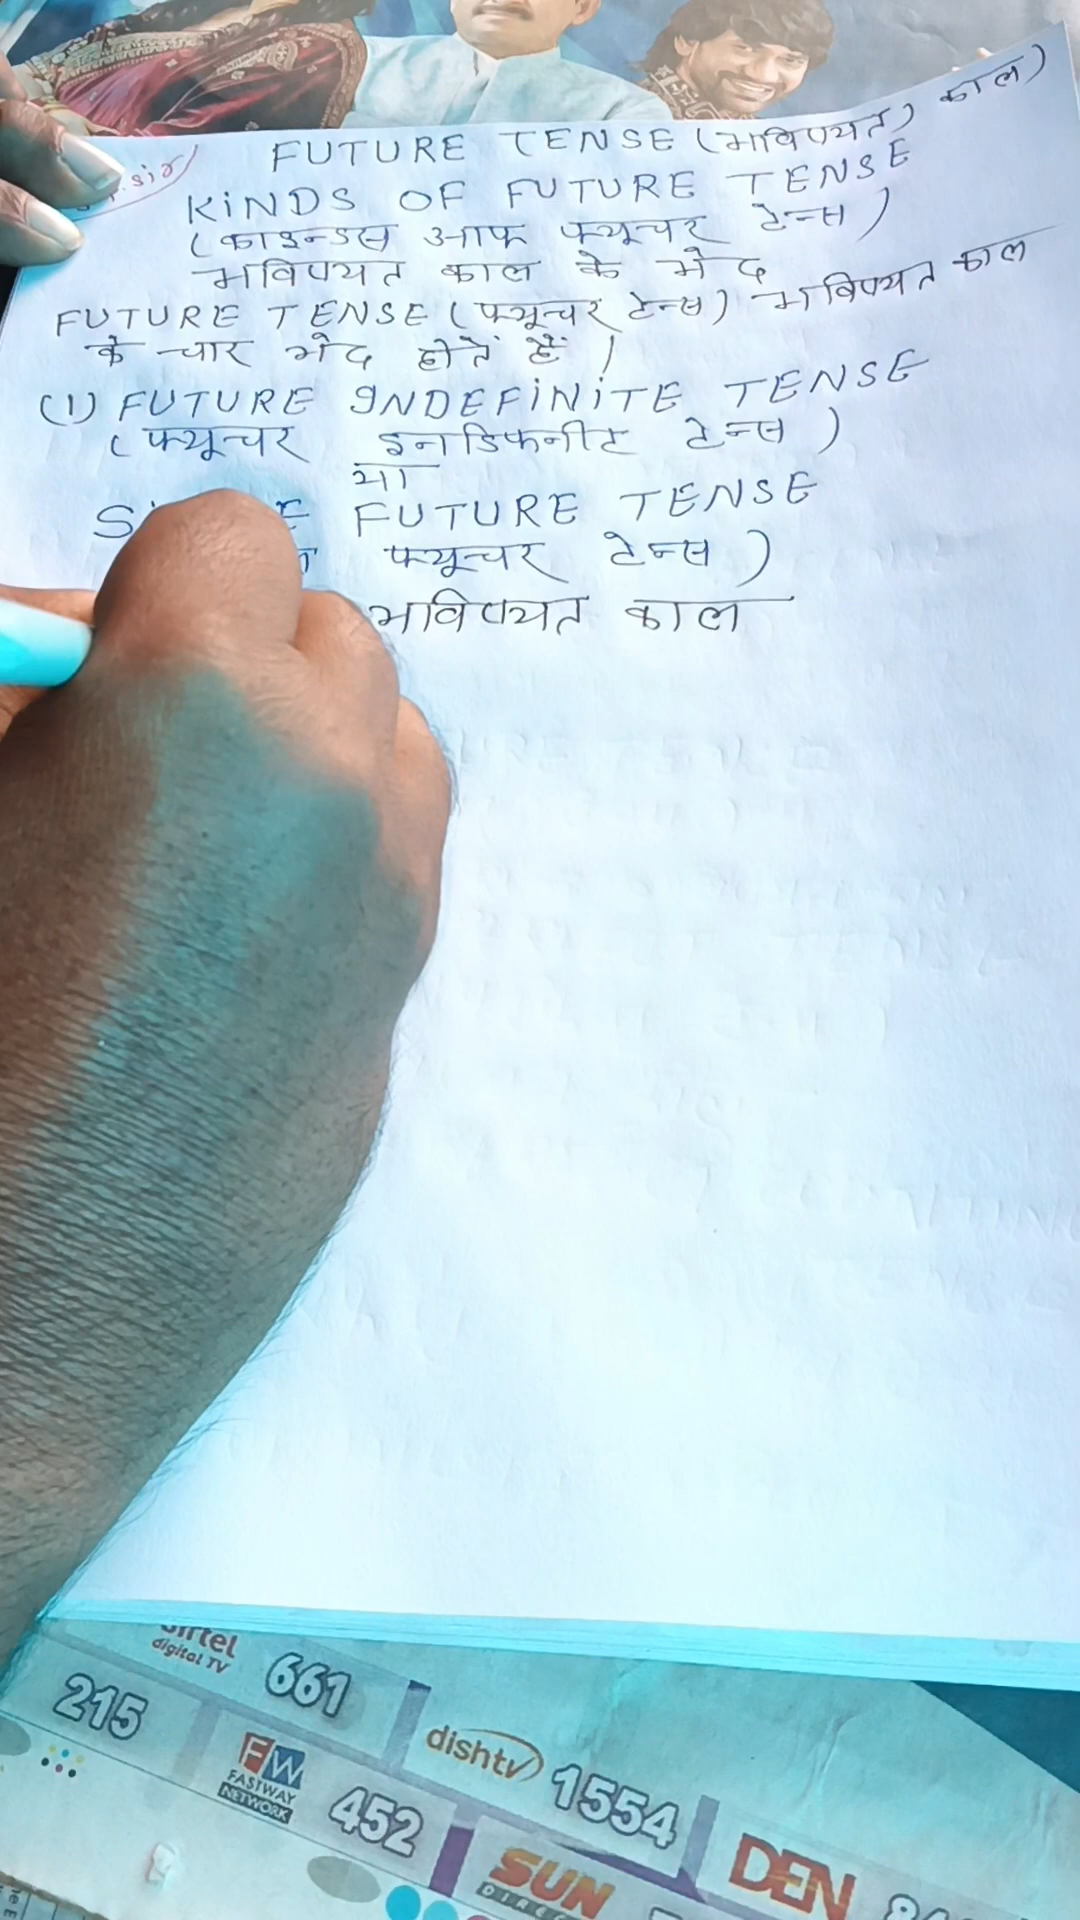 sir
FUTURE TENSE (भविष्यत) काल)
KiNDS OF FUTURE TENSE
(काइन्डस आफ फ्यूचर टेन्स)
भविष्यत काल के भेद
FUTURE TENSE (फ्यूचर टेन्स) भविष्यत काल
के चार भेद होतें हैं।
(1) FUTURE INDEFiNiTE TENSE
(फ्यूचर इनडिफनीट टेन्स)
या
FUTURE TENSE
फ्यूचर टेन्स)
भविष्यत काल
airtel
digital TV
661
215
dishtv
1554
FW
FASTWAY
NETWORK
452
SUN
DIRECT
DEN